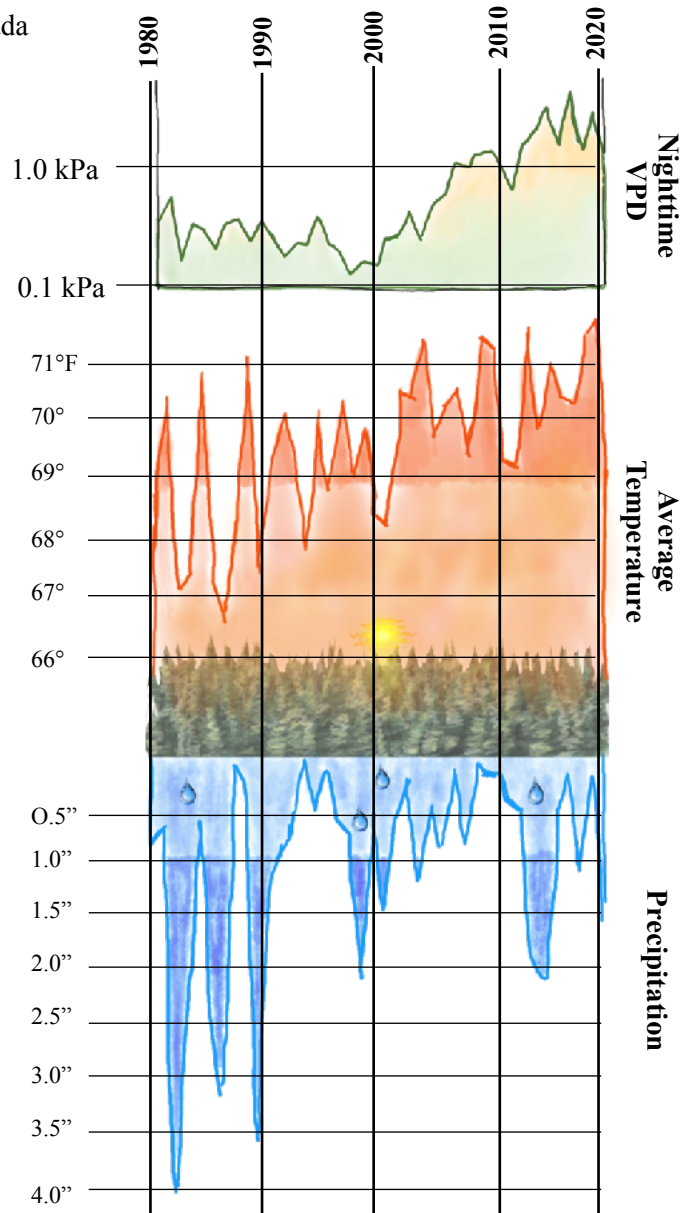 ada
1980
1990
2000
2010
2020
Nighttime
VPD
1.0 kPa
0.1 kPa
Average
Temperature
71°F
70°
69°
68°
67°
66°
Precipitation
O.5”
1.0”
1.5”
2.0”
2.5”
3.0”
3.5”
4.0”